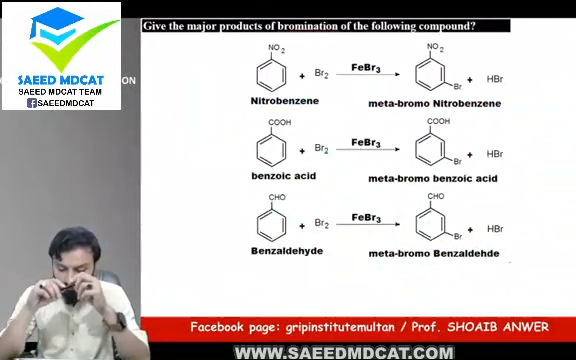 Give the major products of bromination of the following compound?
SAEED MDCAT
SAEED MDCAT TEAM
SAEEDMDCAT
ON
NO2 + Br2 FeBr3 NO2 Br + HBr
Nitrobenzene meta-bromo Nitrobenzene
COOH + Br2 FeBr3 COOH Br + HBr
benzoic acid meta-bromo benzoic acid
CHO + Br2 FeBr3 CHO Br + HBr
Benzaldehyde meta-bromo Benzaldehde
Facebook page: gripinstitutemultan / Prof. SHOAIB ANWER
WWW.SAEEDMDCAT.COM